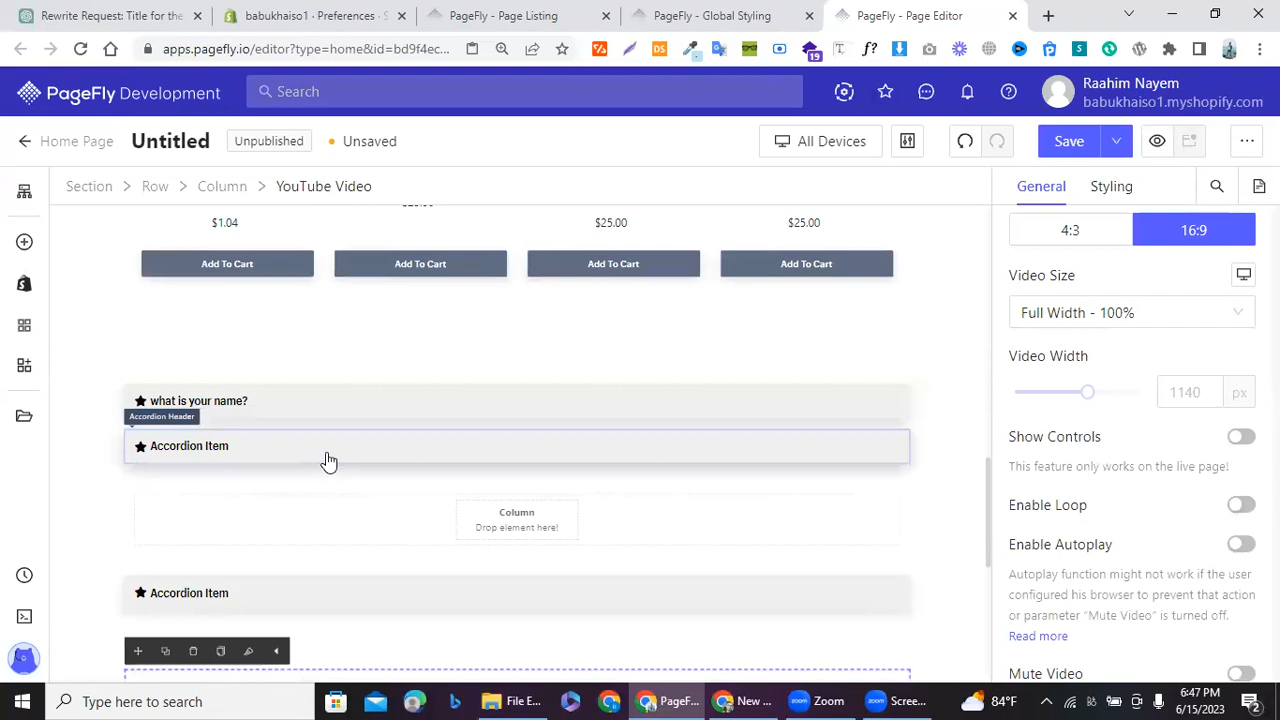 Rewrite Request: Title for the
babukhaiso1 · Preferences · S
PageFly - Page Listing
PageFly - Global Styling
PageFly - Page Editor
apps.pagefly.io/editor?type=home&id=bd9f4ec...
19
PageFly Development
Search
Raahim Nayem
babukhaiso1.myshopify.com
Home Page
Untitled
Unpublished
Unsaved
All Devices
Save
Section > Row > Column > YouTube Video
General
Styling
$1.04
$25.00
$25.00
Add To Cart
Add To Cart
Add To Cart
Add To Cart
what is your name?
Accordion Header
Accordion Item
Column
Drop element here!
Accordion Item
4:3
16:9
Video Size
Full Width - 100%
Video Width
1140
px
Show Controls
This feature only works on the live page!
Enable Loop
Enable Autoplay
Autoplay function might not work if the user
configured his browser to prevent that action
or parameter “Mute Video” is turned off.
Read more
Mute Video
Type here to search
File E...
PageF...
New ...
Zoom
Scree...
84°F
6:47 PM
6/15/2023
2